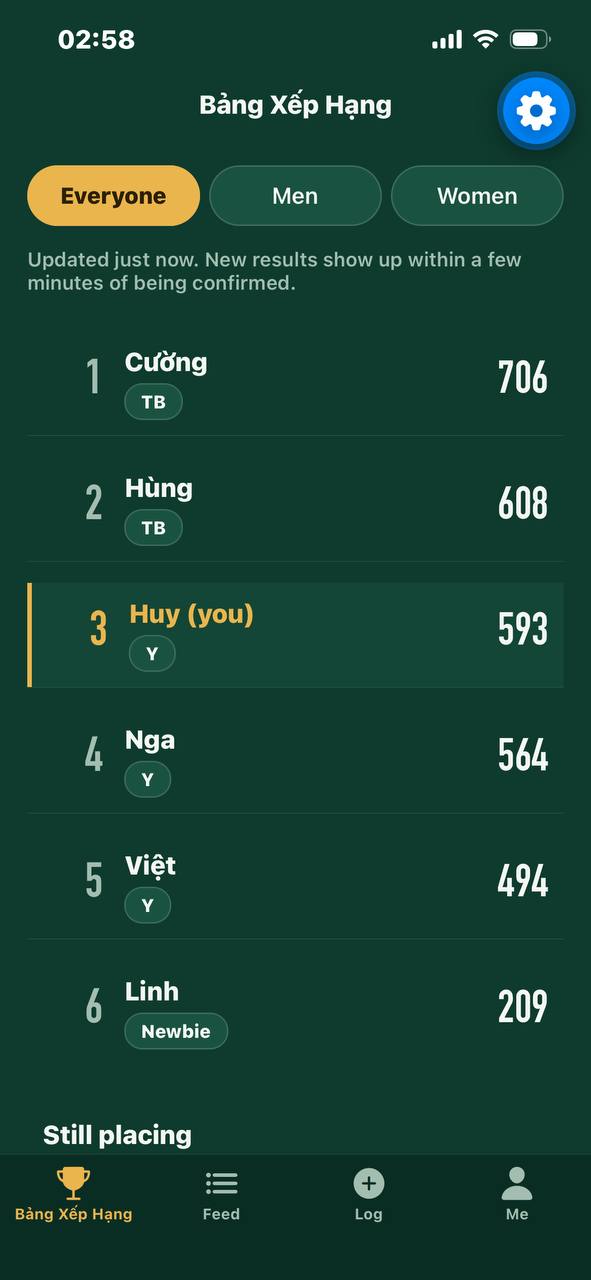 02:58
Bảng Xếp Hạng
Everyone
Men
Women
Updated just now. New results show up within a few
minutes of being confirmed.
1
Cường
TB
706
2
Hùng
TB
608
3
Huy (you)
Y
593
4
Nga
Y
564
5
Việt
Y
494
6
Linh
Newbie
209
Still placing
Bảng Xếp Hạng
Feed
Log
Me